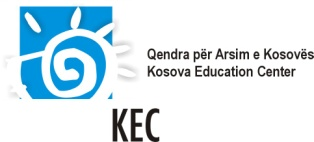 Qendra për Arsim e Kosovës
Kosova Education Center
KEC